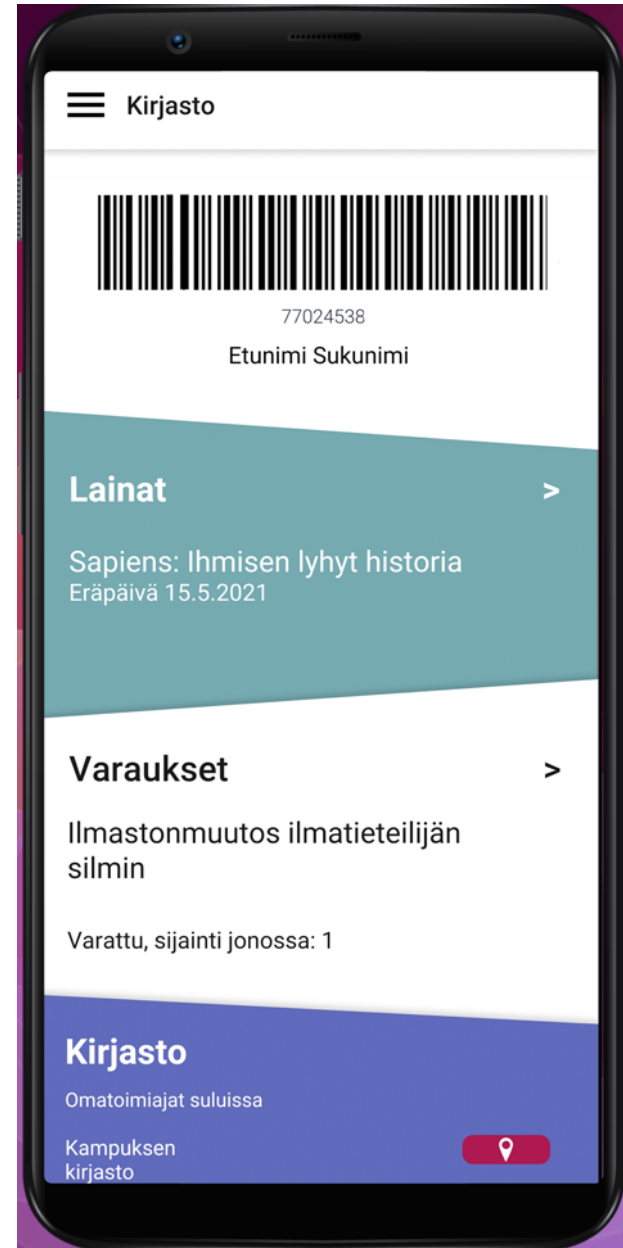 Kirjasto
77024538
Etunimi Sukunimi
Lainat >
Sapiens: Ihmisen lyhyt historia
Eräpäivä 15.5.2021
Varaukset >
Ilmastonmuutos ilmatieteilijän
silmin
Varattu, sijainti jonossa: 1
Kirjasto
Omatoimiajat suluissa
Kampuksen
kirjasto